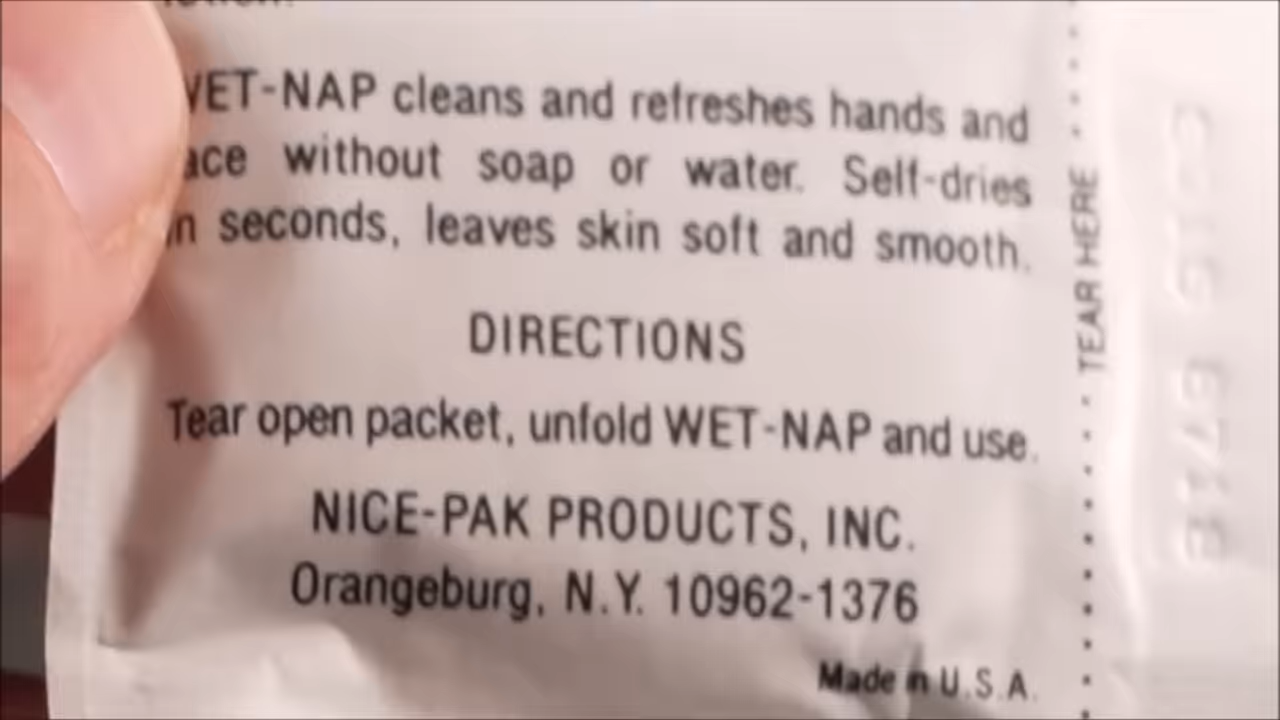 WET-NAP cleans and refreshes hands and
face without soap or water. Self-dries
in seconds, leaves skin soft and smooth.
DIRECTIONS
Tear open packet, unfold WET-NAP and use.
NICE-PAK PRODUCTS, INC.
Orangeburg, N.Y. 10962-1376
Made in U.S.A.
TEAR HERE